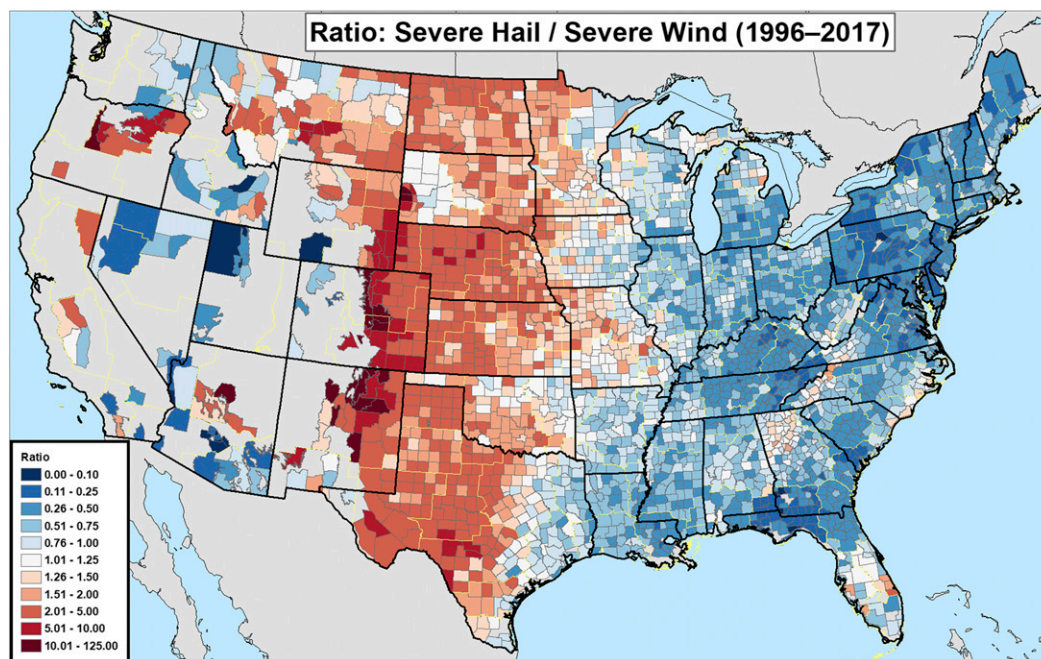 Ratio: Severe Hail / Severe Wind (1996–2017)
Ratio
0.00 - 0.10
0.11 - 0.25
0.26 - 0.50
0.51 - 0.75
0.76 - 1.00
1.01 - 1.25
1.26 - 1.50
1.51 - 2.00
2.01 - 5.00
5.01 - 10.00
10.01 - 125.00